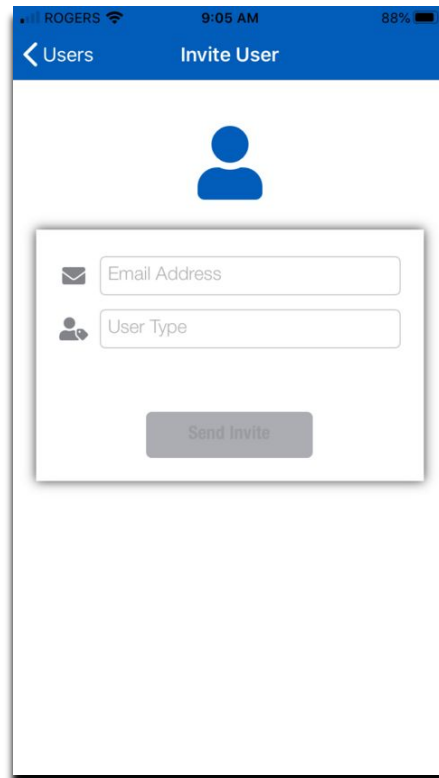 ROGERS 9:05 AM 88%
Users Invite User
Email Address
User Type
Send Invite